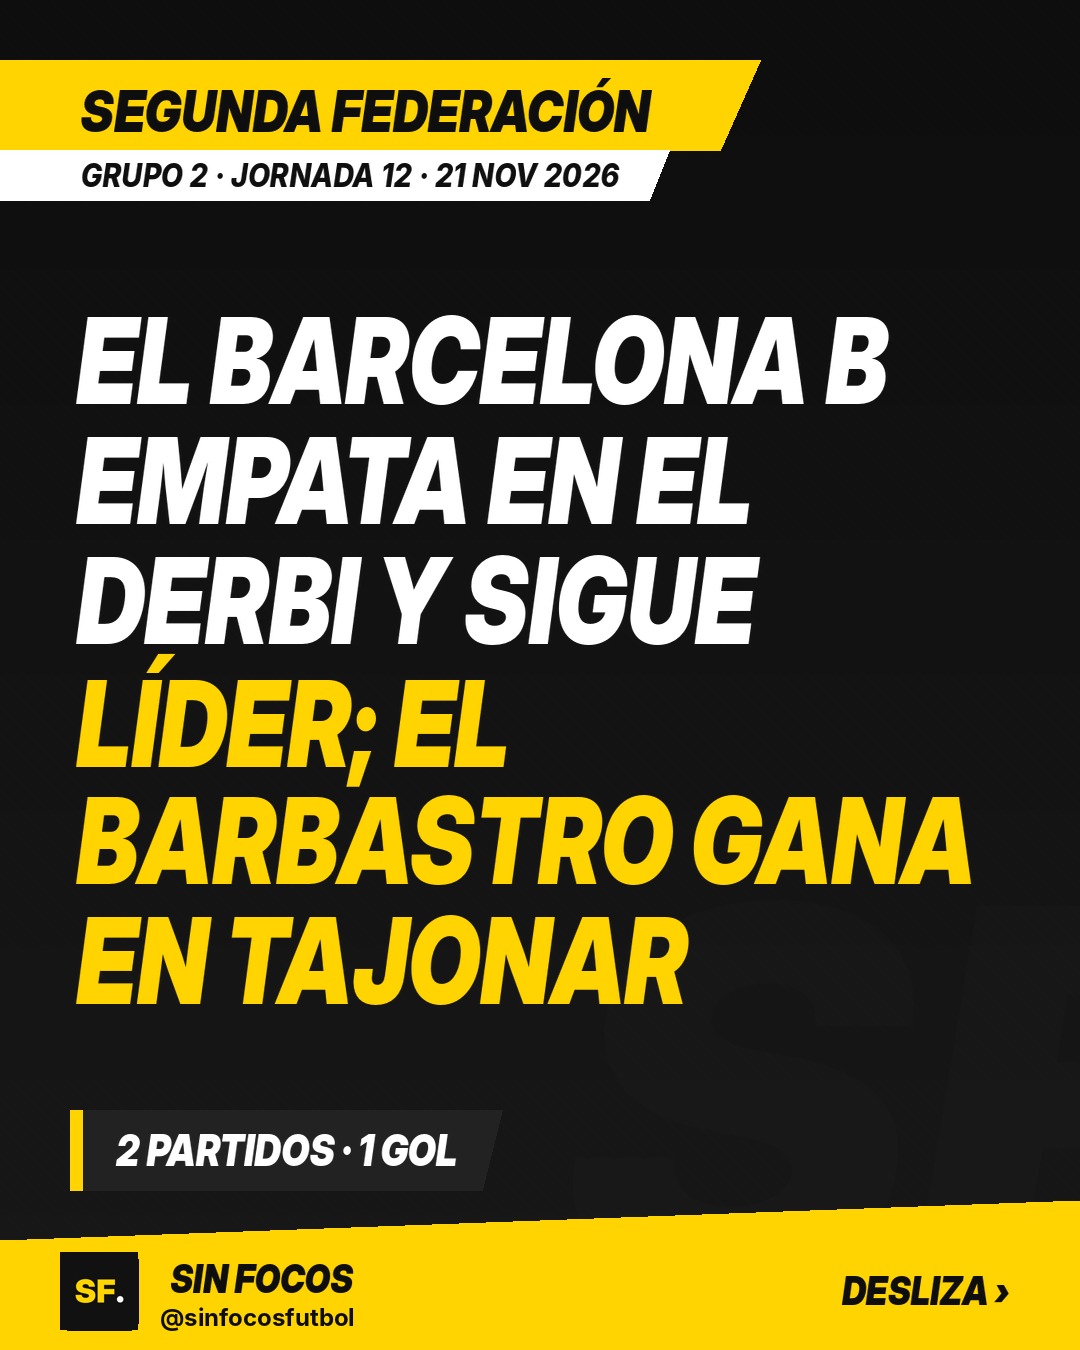 SEGUNDA FEDERACIÓN
GRUPO 2 · JORNADA 12 · 21 NOV 2026
EL BARCELONA B
EMPATA EN EL
DERBI Y SIGUE
LÍDER; EL
BARBASTRO GANA
EN TAJONAR
2 PARTIDOS · 1 GOL
SF.
SIN FOCOS
@sinfocosfutbol
DESLIZA ›